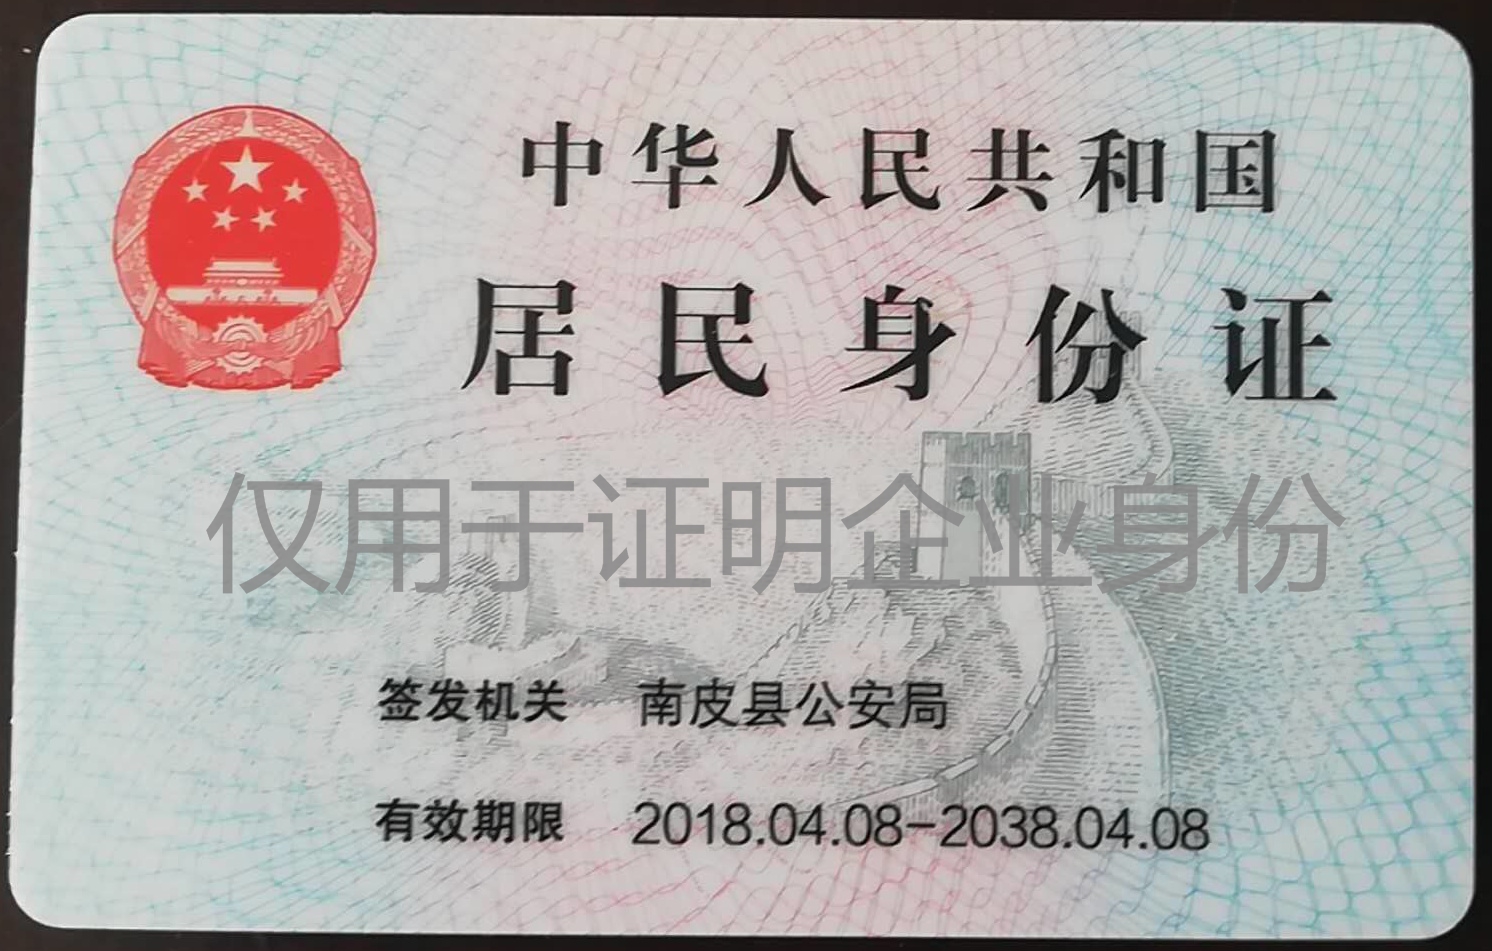 中华人民共和国
居民身份证
仅用于证明企业身份
签发机关 南皮县公安局
有效期限 2018.04.08-2038.04.08